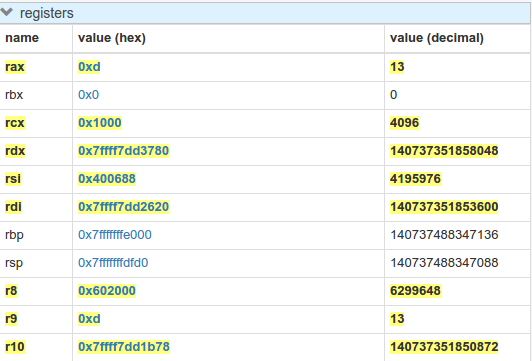 registers
name value (hex) value (decimal)
rax 0xd 13
rbx 0x0 0
rcx 0x1000 4096
rdx 0x7ffff7dd3780 140737351858048
rsi 0x400688 4195976
rdi 0x7ffff7dd2620 140737351853600
rbp 0x7fffffffe000 140737488347136
rsp 0x7fffffffdfd0 140737488347088
r8 0x602000 6299648
r9 0xd 13
r10 0x7ffff7dd1b78 140737351850872